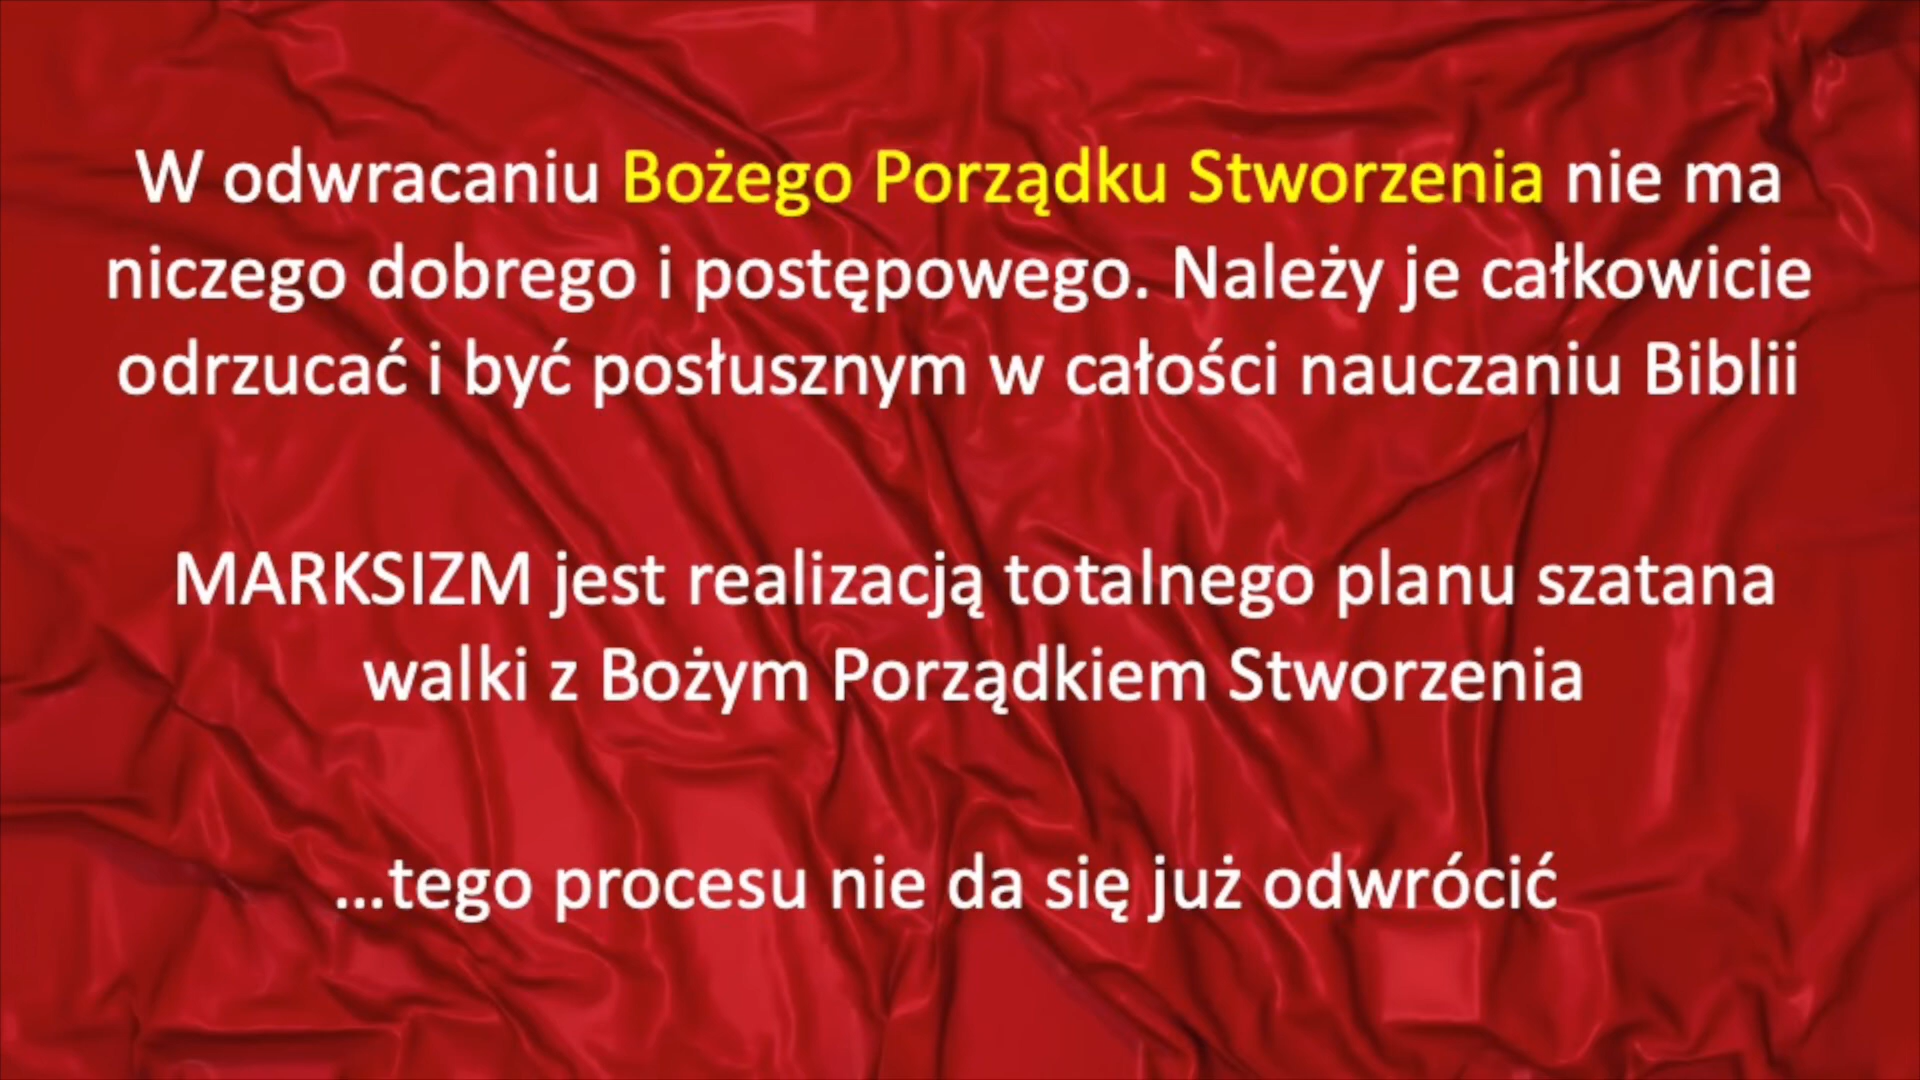 W odwracaniu Bożego Porządku Stworzenia nie ma
niczego dobrego i postępowego. Należy je całkowicie
odrzucać i być posłusznym w całości nauczaniu Biblii
MARKSIZM jest realizacją totalnego planu szatana
walki z Bożym Porządkiem Stworzenia
...tego procesu nie da się już odwrócić